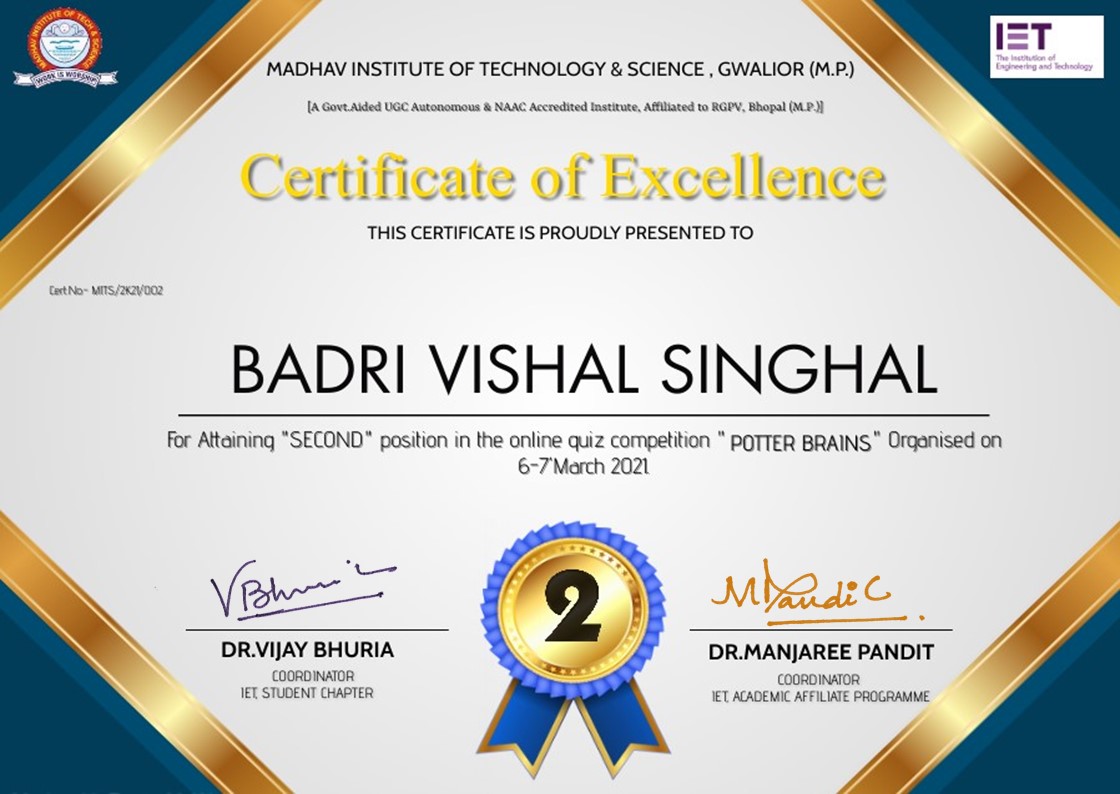 MADHAV INSTITUTE OF TECH & SCIENCE
WORK IS WORSHIP
IET
The Institution of
Engineering and Technology
MADHAV INSTITUTE OF TECHNOLOGY & SCIENCE , GWALIOR (M.P.)
[A Govt.Aided UGC Autonomous & NAAC Accredited Institute, Affiliated to RGPV, Bhopal (M.P.)]
Certificate of Excellence
THIS CERTIFICATE IS PROUDLY PRESENTED TO
Cert.No- MITS/2K21/002
BADRI VISHAL SINGHAL
For Attaining "SECOND" position in the online quiz competition " POTTER BRAINS" Organised on
6-7'March 2021.
2
VBhuria
DR.VIJAY BHURIA
COORDINATOR
IET, STUDENT CHAPTER
MPandit
DR.MANJAREE PANDIT
COORDINATOR
IET, ACADEMIC AFFILIATE PROGRAMME